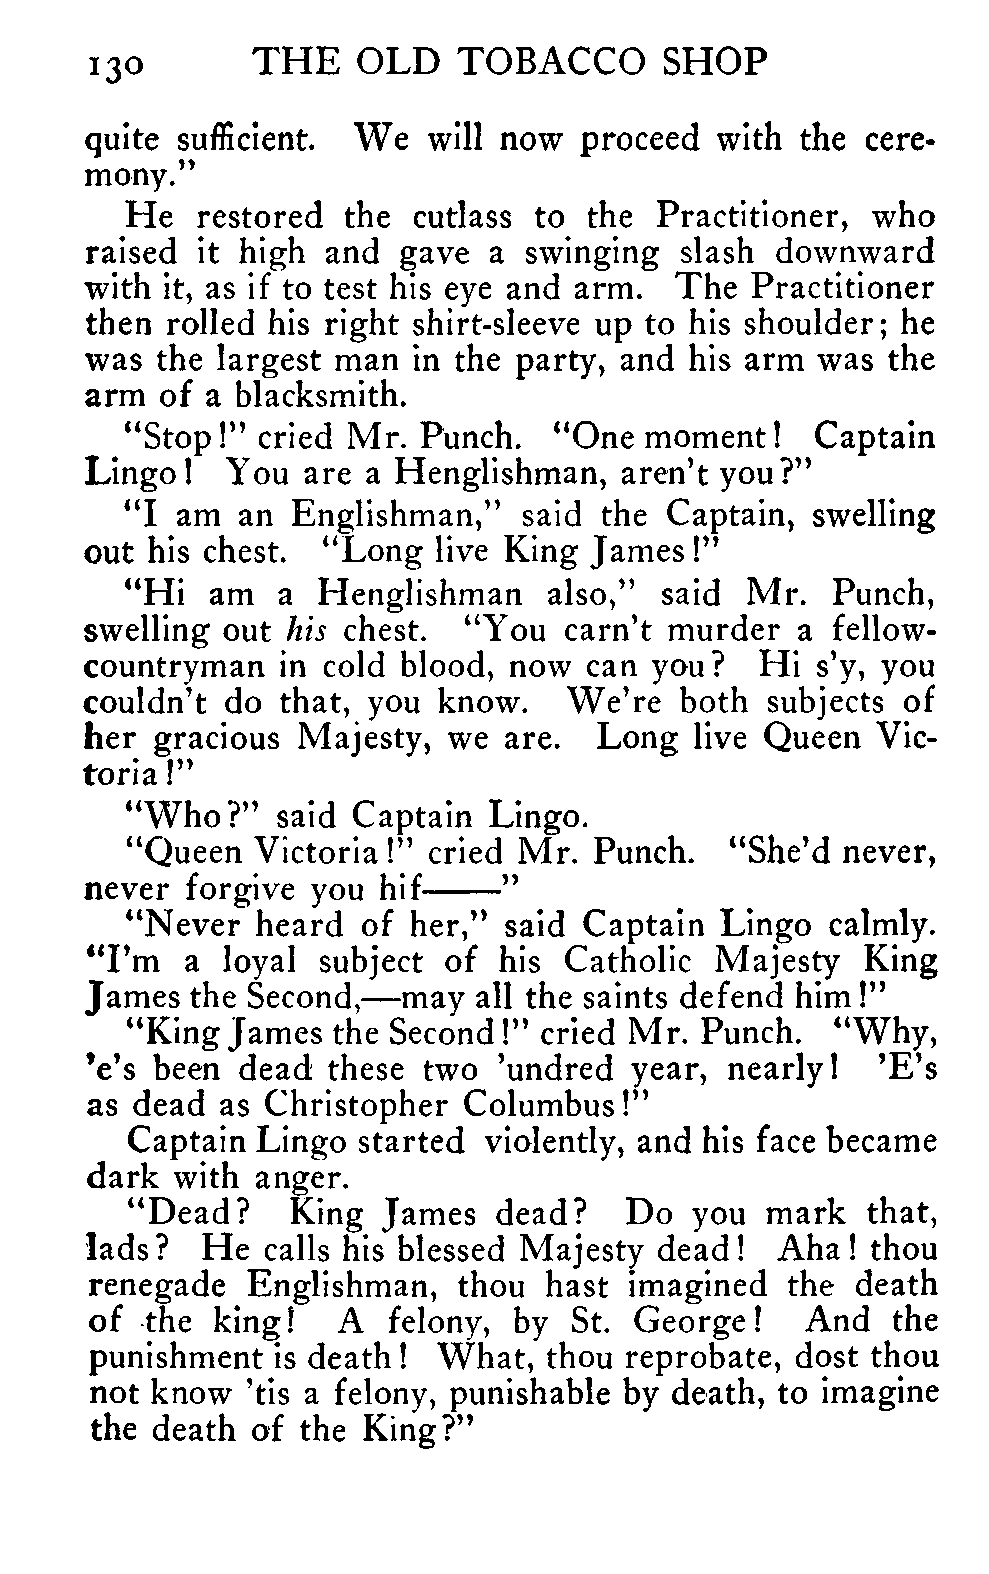 130 THE OLD TOBACCO SHOP
quite sufficient. We will now proceed with the cere-
mony."
He restored the cutlass to the Practitioner, who
raised it high and gave a swinging slash downward
with it, as if to test his eye and arm. The Practitioner
then rolled his right shirt-sleeve up to his shoulder; he
was the largest man in the party, and his arm was the
arm of a blacksmith.
"Stop!" cried Mr. Punch. "One moment! Captain
Lingo! You are a Henglishman, aren't you?"
"I am an Englishman," said the Captain, swelling
out his chest. "Long live King James!"
"Hi am a Henglishman also," said Mr. Punch,
swelling out his chest. "You carn't murder a fellow-
countryman in cold blood, now can you? Hi s'y, you
couldn't do that, you know. We're both subjects of
her gracious Majesty, we are. Long live Queen Vic-
toria!"
"Who?" said Captain Lingo.
"Queen Victoria!" cried Mr. Punch. "She'd never,
never forgive you hif——"
"Never heard of her," said Captain Lingo calmly.
"I'm a loyal subject of his Catholic Majesty King
James the Second,—may all the saints defend him!"
"King James the Second!" cried Mr. Punch. "Why,
'e's been dead these two 'undred year, nearly! 'E's
as dead as Christopher Columbus!"
Captain Lingo started violently, and his face became
dark with anger.
"Dead? King James dead? Do you mark that,
lads? He calls his blessed Majesty dead! Aha! thou
renegade Englishman, thou hast imagined the death
of the king! A felony, by St. George! And the
punishment is death! What, thou reprobate, dost thou
not know 'tis a felony, punishable by death, to imagine
the death of the King?"